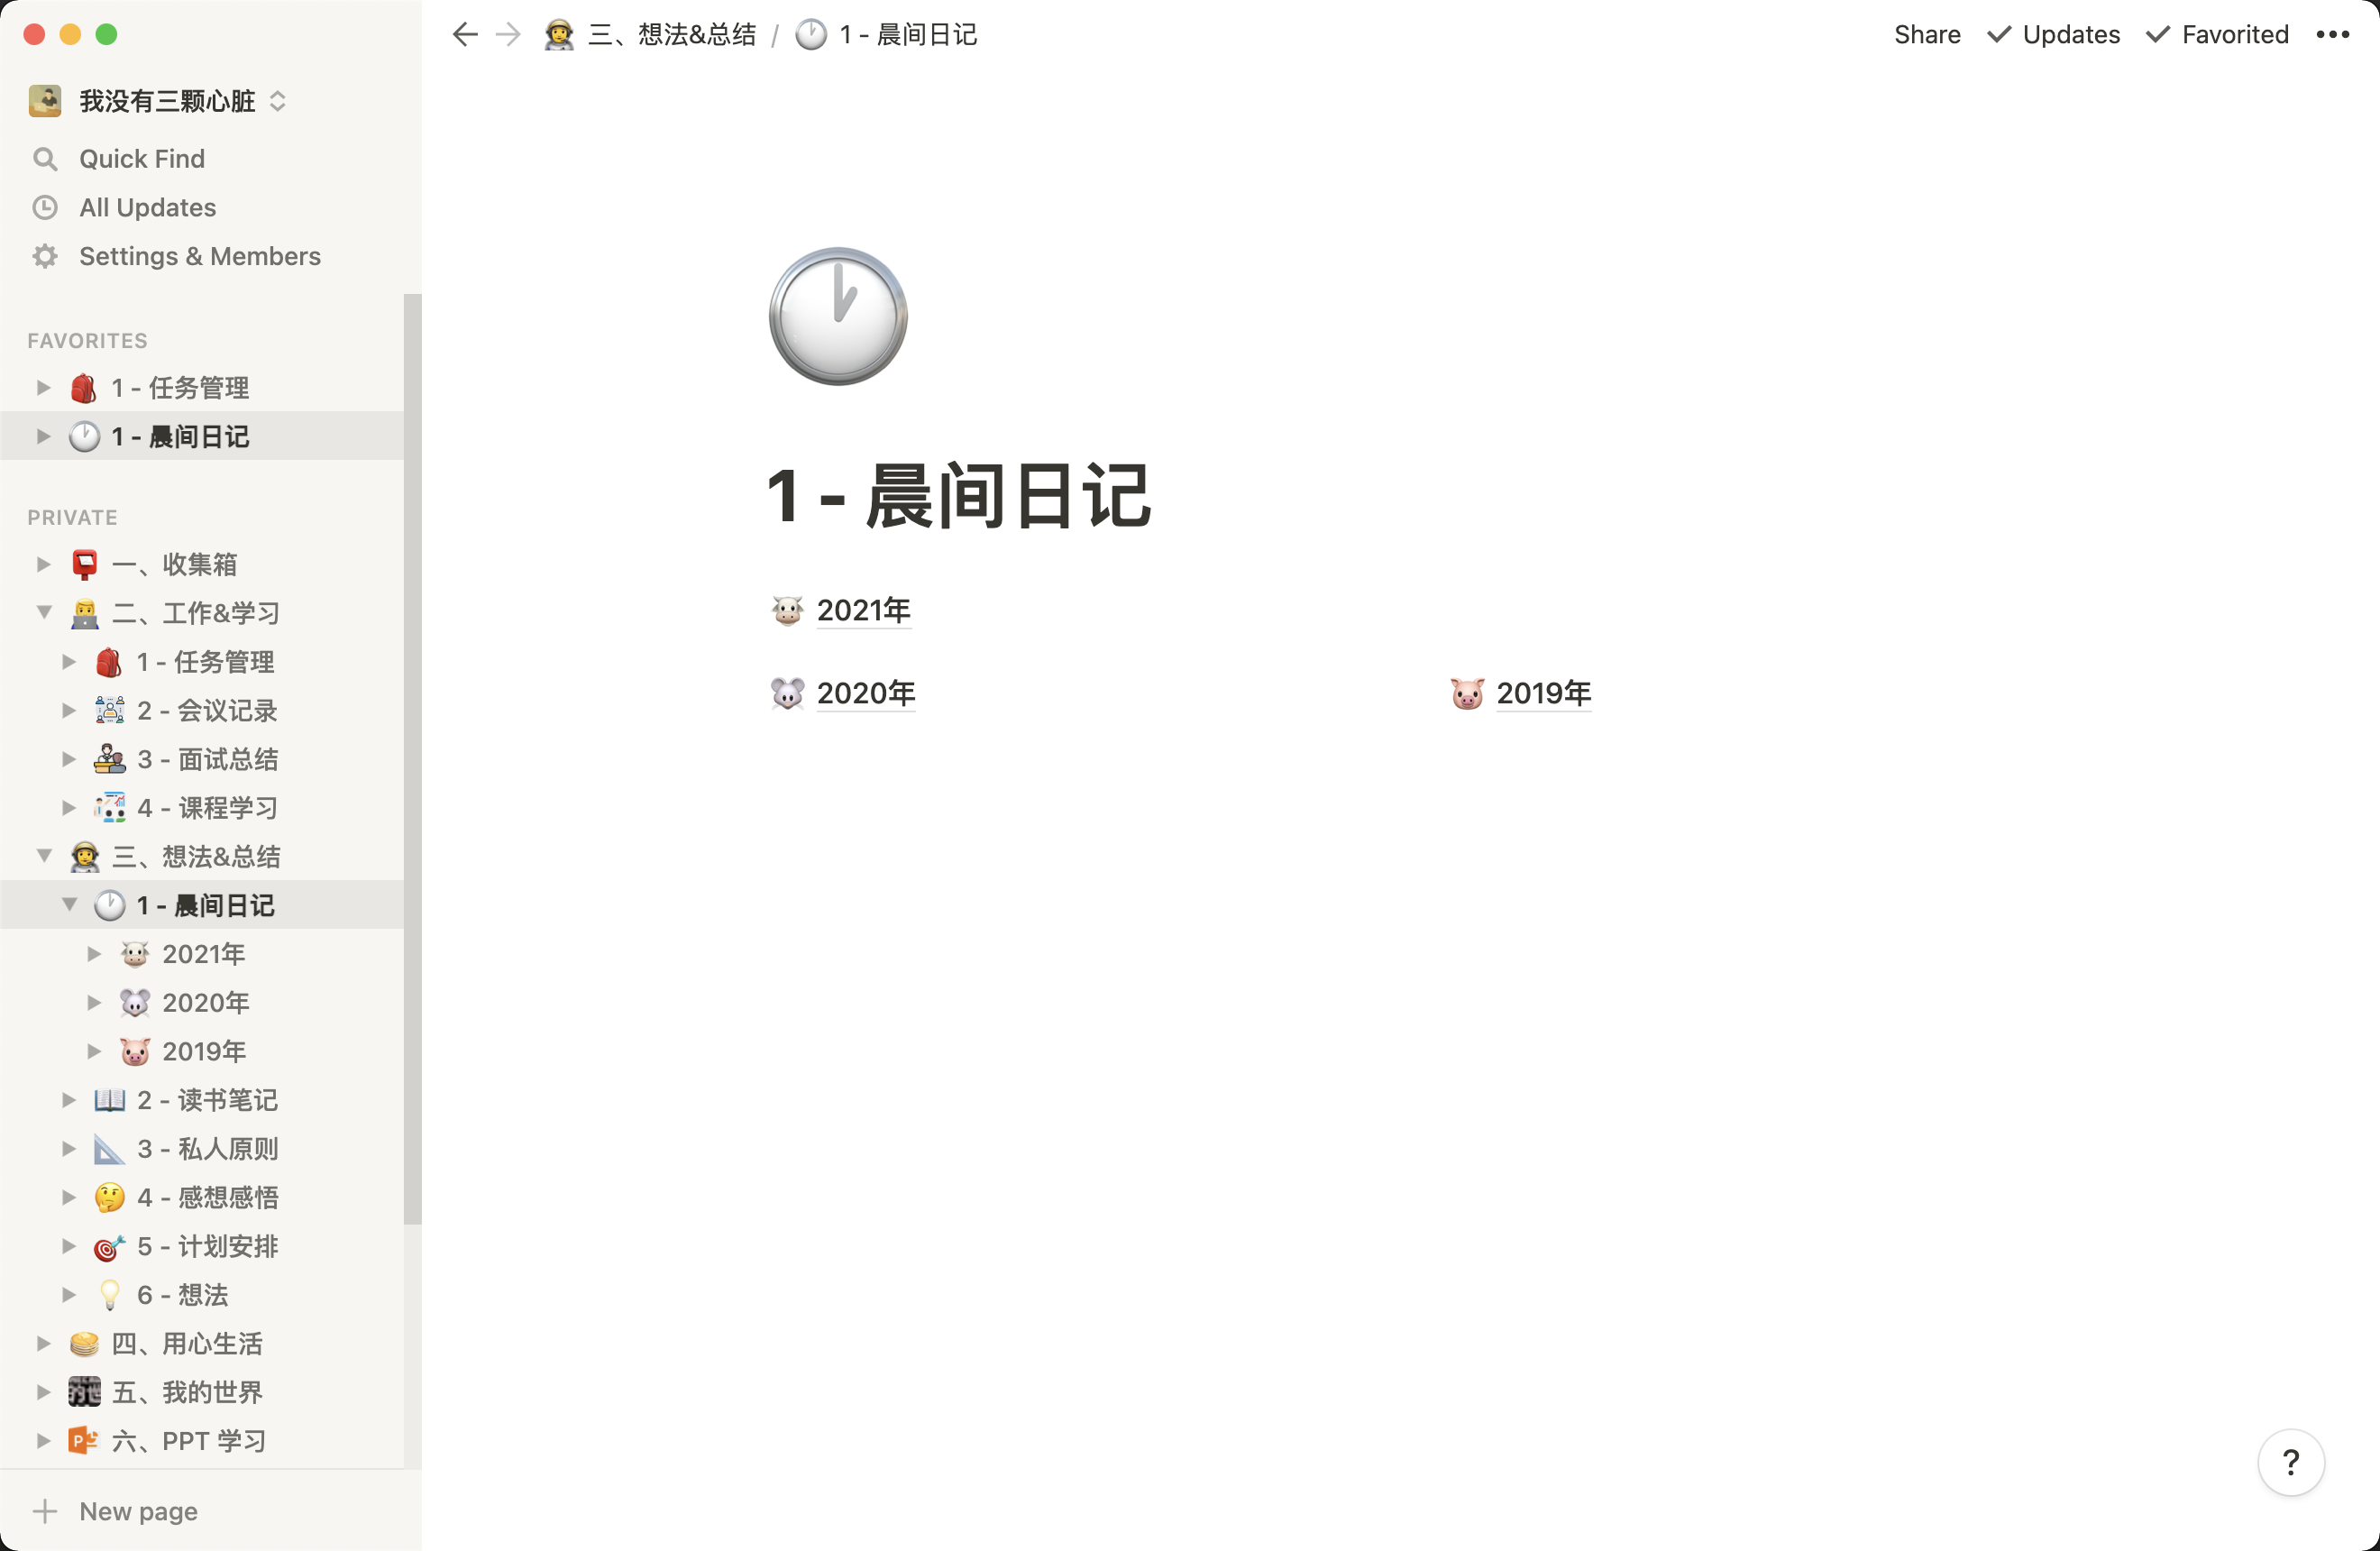 三、想法&总结 / 1 - 晨间日记
Share Updates Favorited
我没有三颗心脏
Quick Find
All Updates
Settings & Members
FAVORITES
1 - 任务管理
1 - 晨间日记
PRIVATE
一、收集箱
二、工作&学习
1 - 任务管理
2 - 会议记录
3 - 面试总结
4 - 课程学习
三、想法&总结
1 - 晨间日记
2021年
2020年
2019年
2 - 读书笔记
3 - 私人原则
4 - 感想感悟
5 - 计划安排
6 - 想法
四、用心生活
五、我的世界
六、PPT 学习
New page
1 - 晨间日记
2021年
2020年 2019年
?